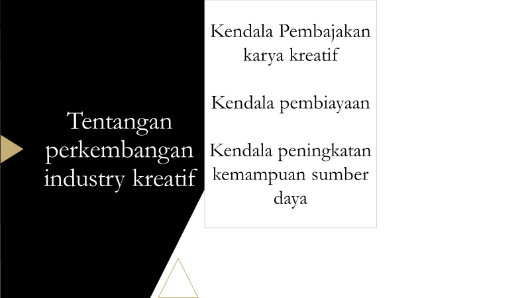 Tentangan
perkembangan
industry kreatif
Kendala Pembajakan
karya kreatif
Kendala pembiayaan
Kendala peningkatan
kemampuan sumber
daya